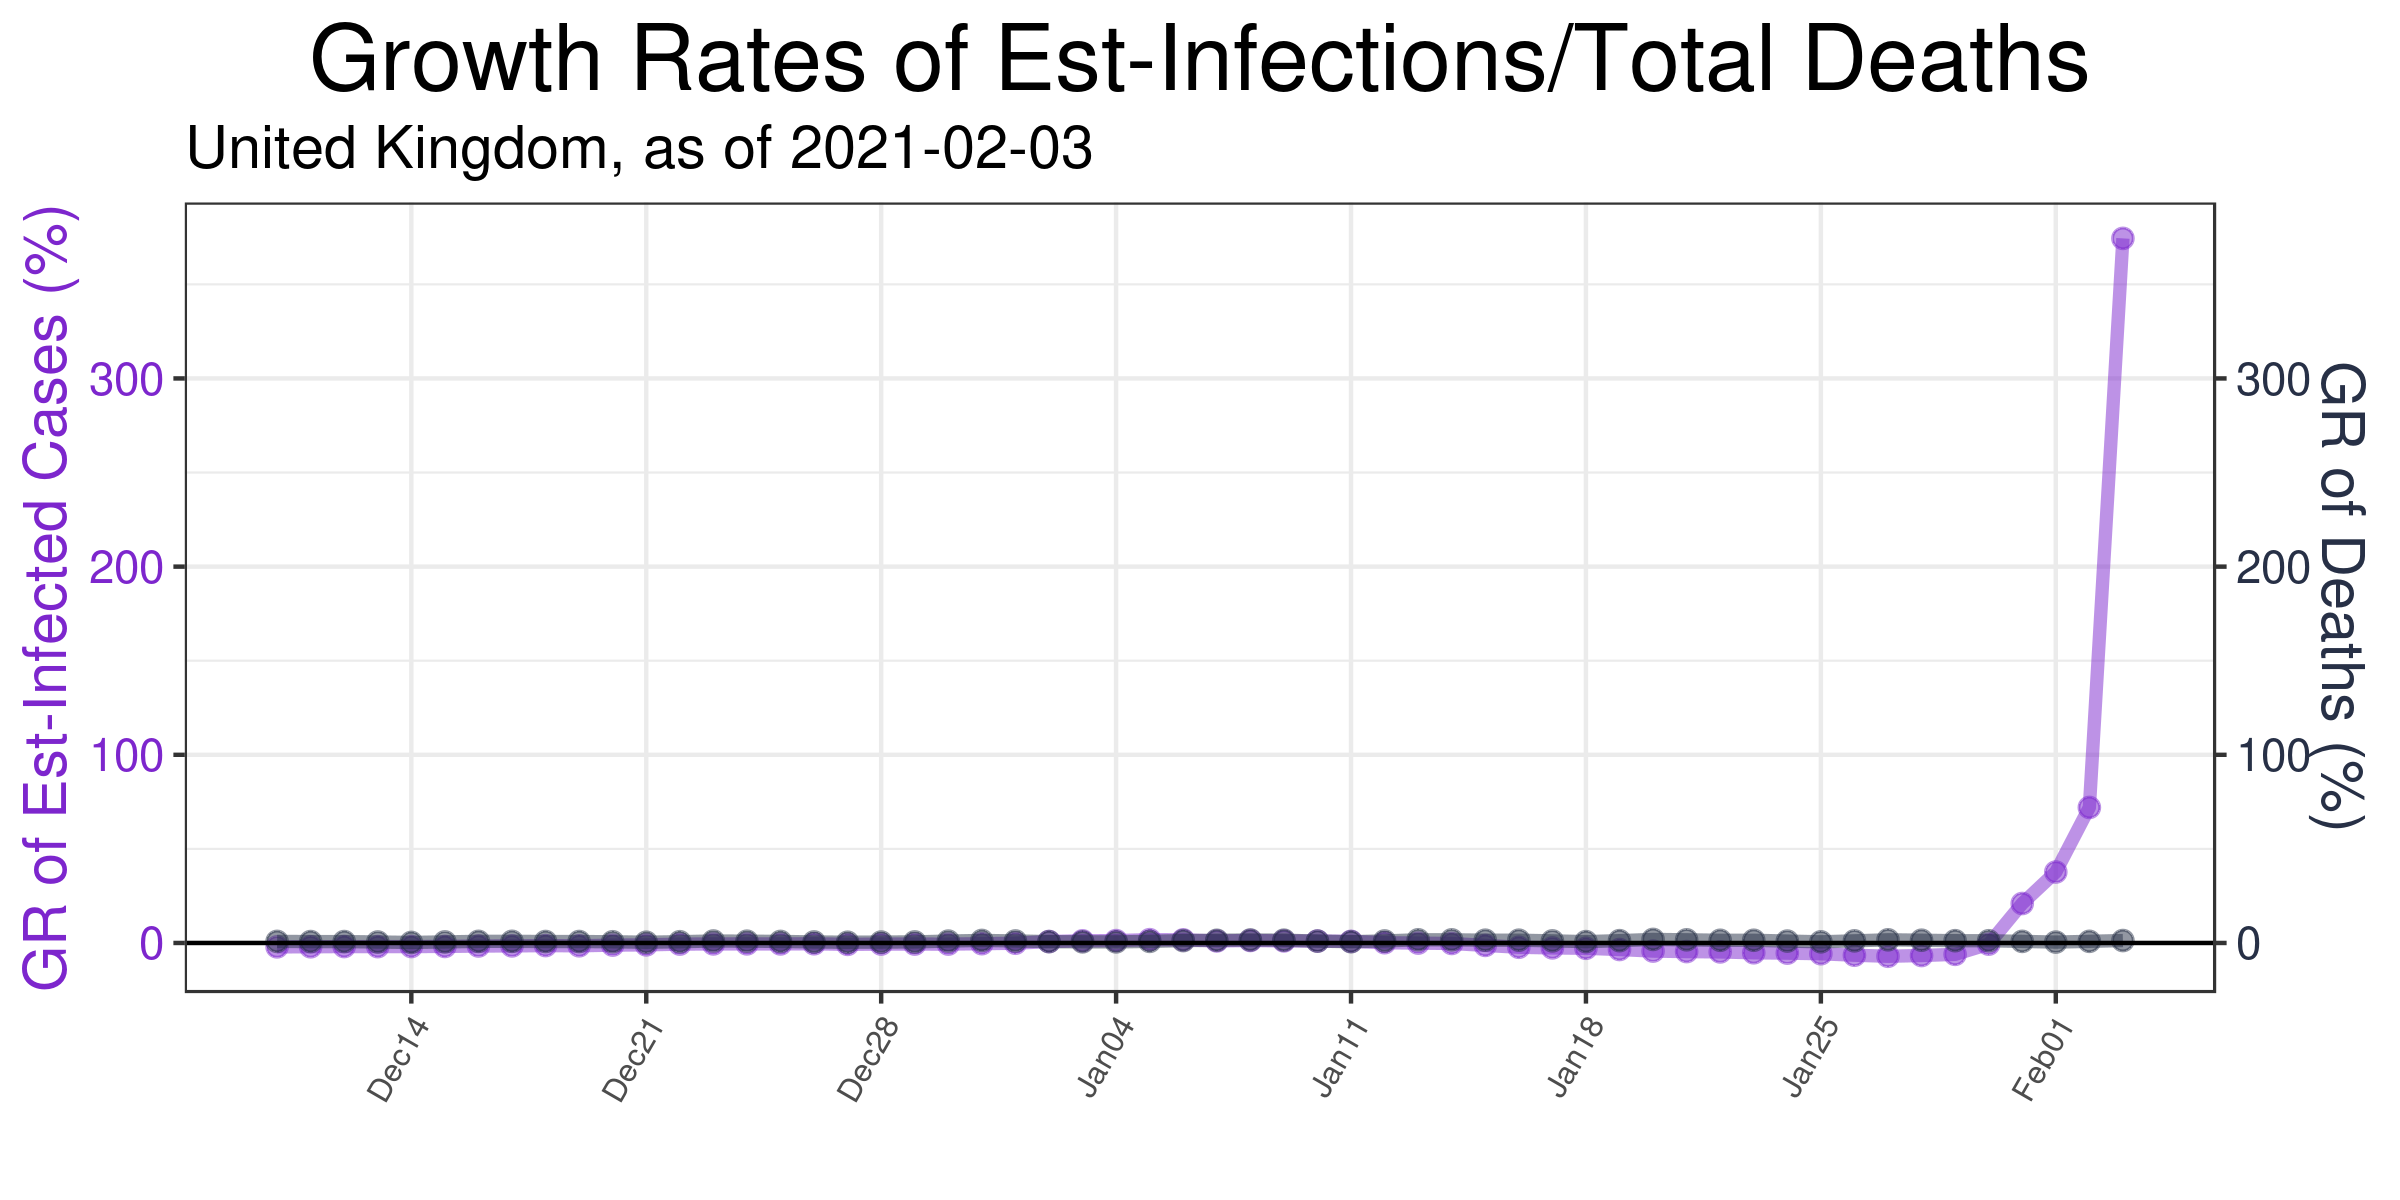 Growth Rates of Est-Infections/Total Deaths
United Kingdom, as of 2021-02-03
GR of Est-Infected Cases (%)
300
200
100
0
300
200
100
0
GR of Deaths (%)
Dec14
Dec21
Dec28
Jan04
Jan11
Jan18
Jan25
Feb01